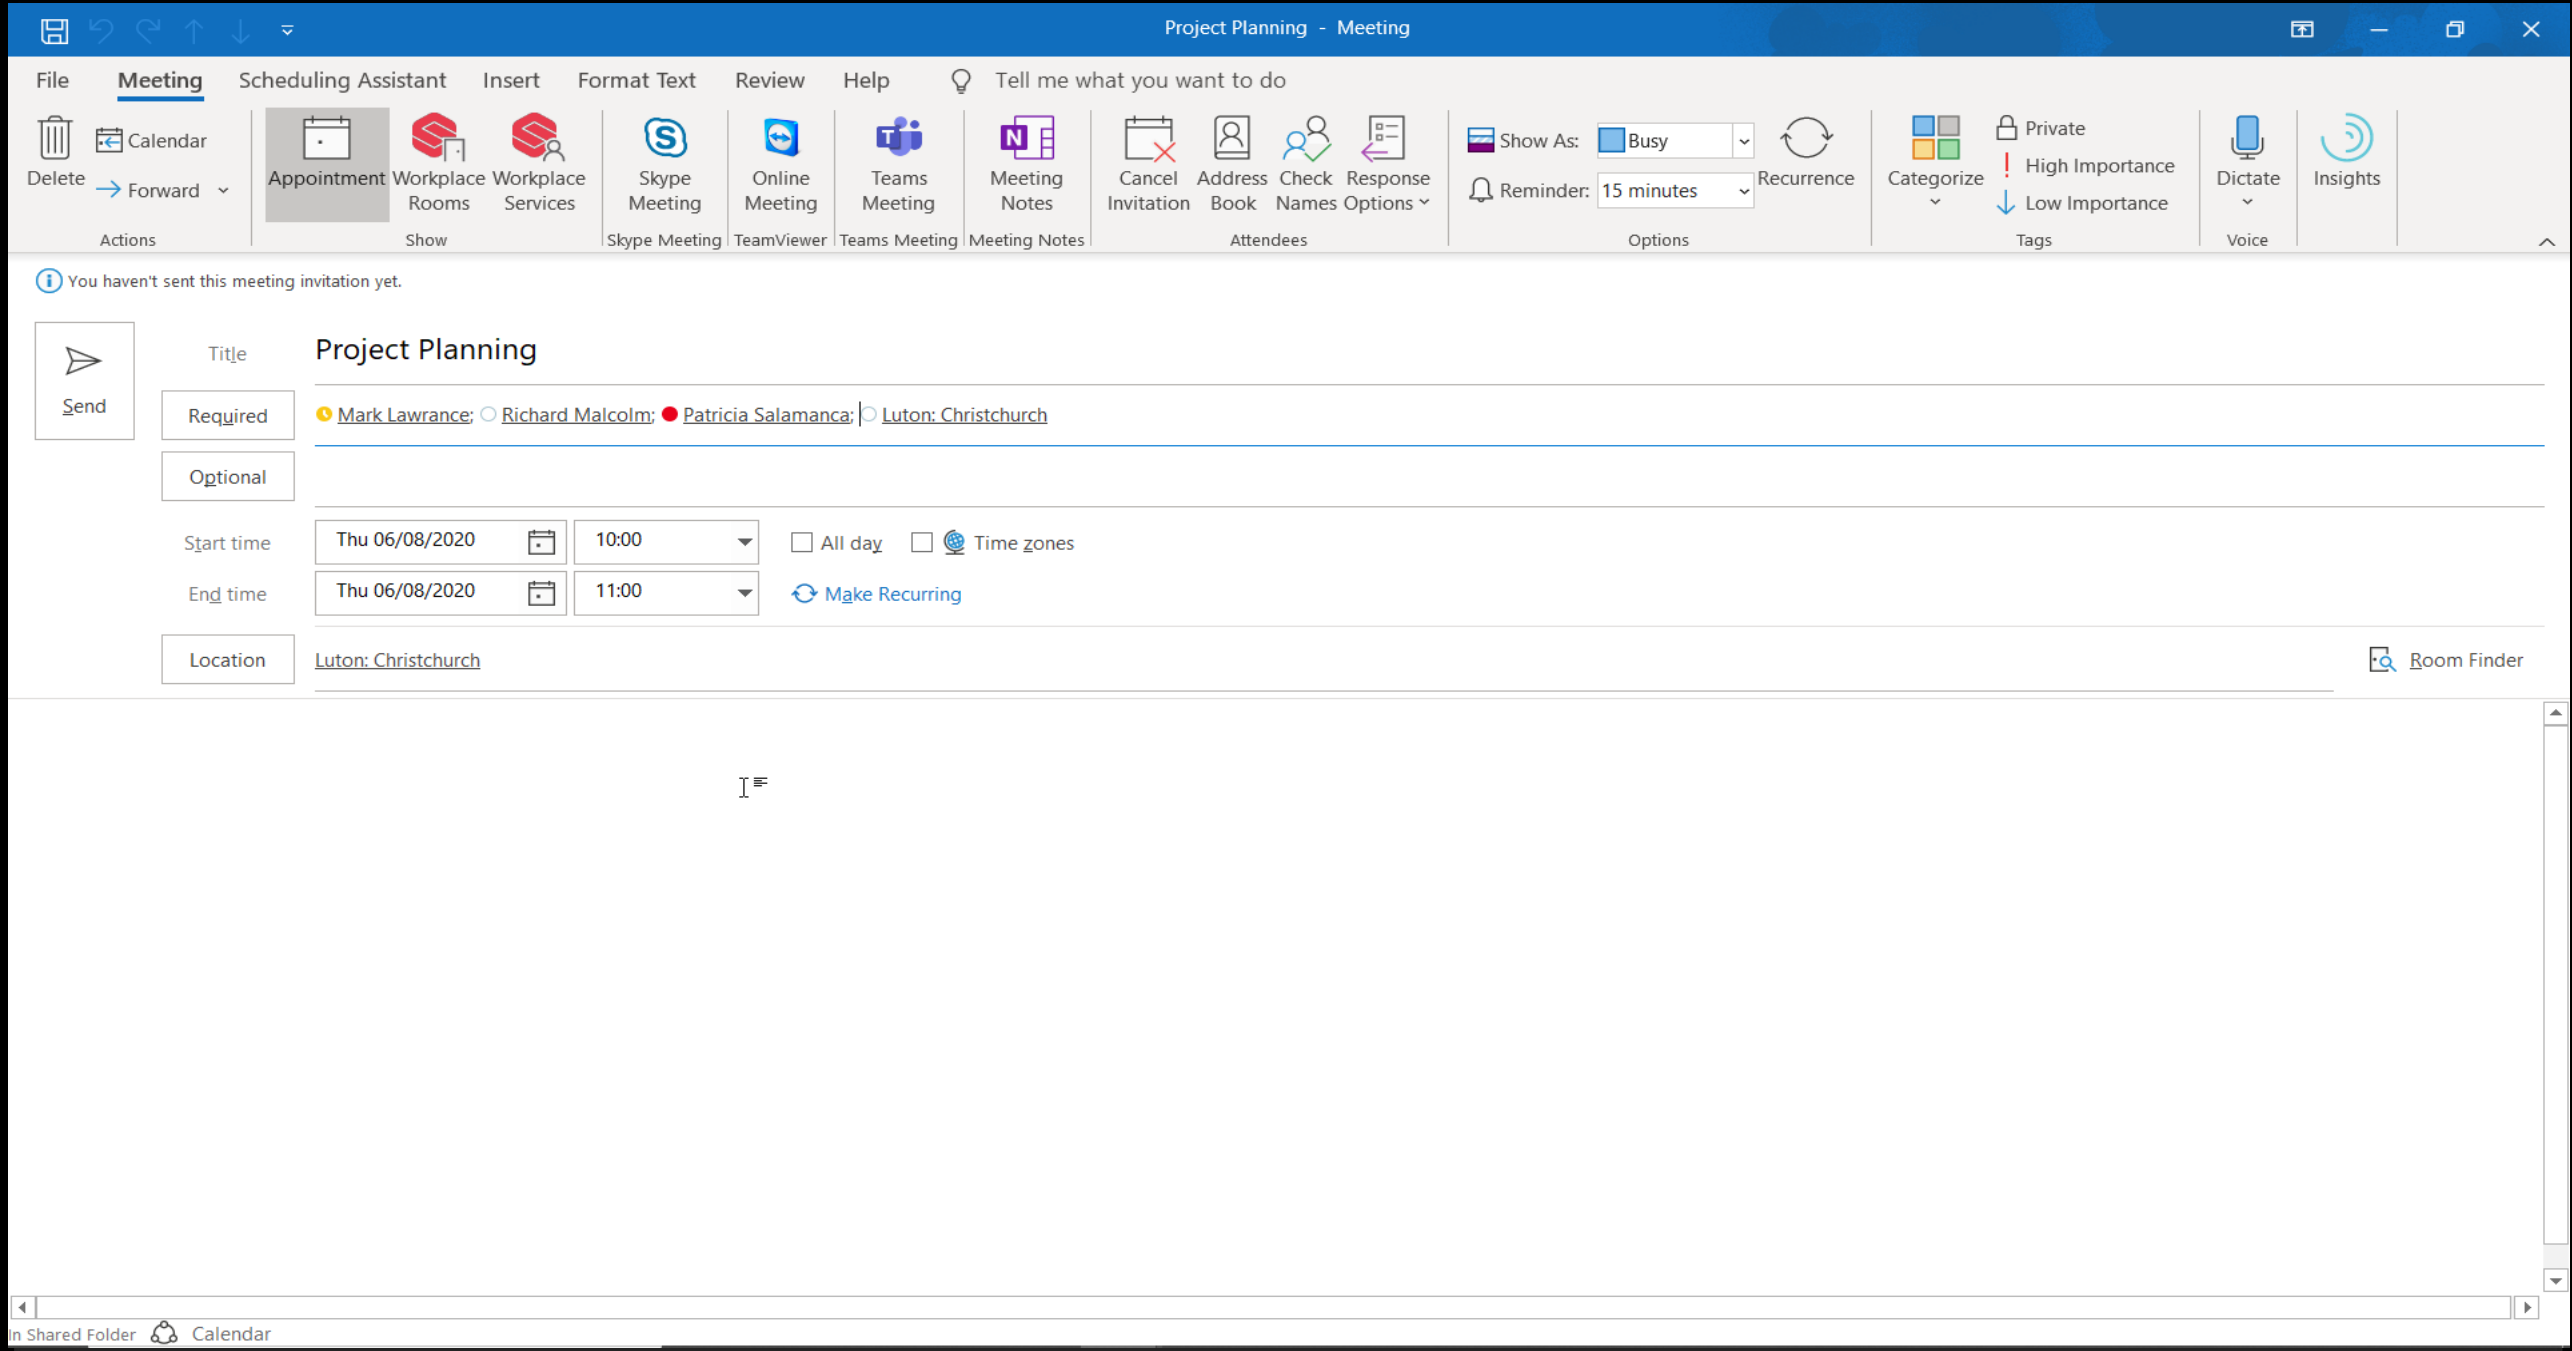 Project Planning - Meeting
File Meeting Scheduling Assistant Insert Format Text Review Help Tell me what you want to do
Delete
Calendar
Forward
Actions
Appointment
Workplace Rooms
Workplace Services
Show
Skype Meeting
Skype Meeting
Online Meeting
TeamViewer
T
Teams Meeting
Teams Meeting
N
Meeting Notes
Meeting Notes
Cancel Invitation
Address Book
Check Names
Response Options
Attendees
Show As: Busy
Reminder: 15 minutes
Recurrence
Options
Categorize
Private
High Importance
Low Importance
Tags
Dictate
Voice
Insights
You haven't sent this meeting invitation yet.
Send
Title Project Planning
Required Mark Lawrance; Richard Malcolm; Patricia Salamanca; Luton: Christchurch
Optional
Start time Thu 06/08/2020 10:00 All day Time zones
End time Thu 06/08/2020 11:00 Make Recurring
Location Luton: Christchurch Room Finder
In Shared Folder Calendar